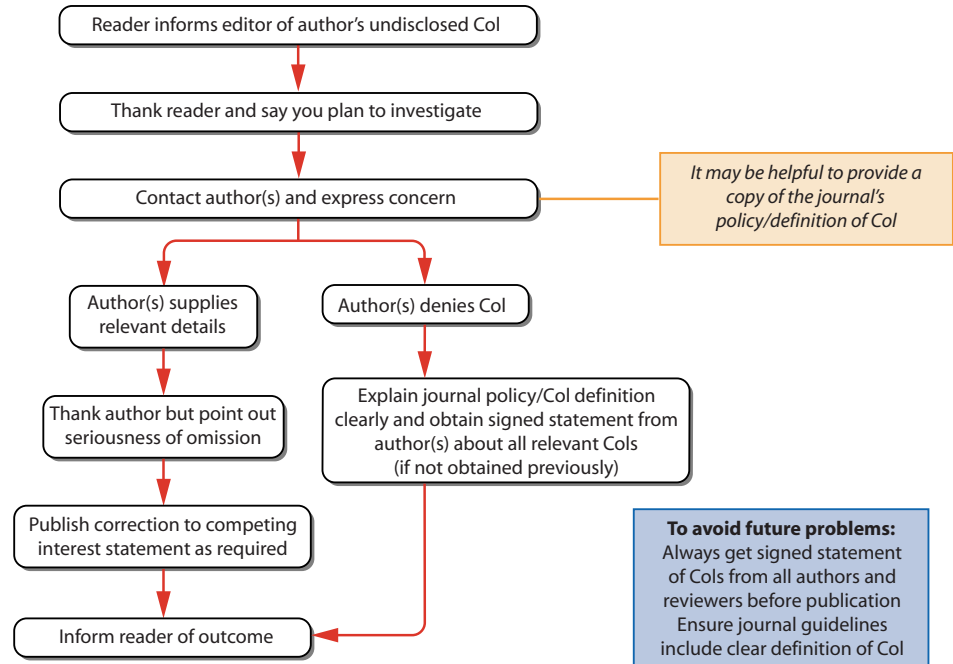 Reader informs editor of author's undisclosed CoI
Thank reader and say you plan to investigate
Contact author(s) and express concern
It may be helpful to provide a
copy of the journal's
policy/definition of CoI
Author(s) supplies
relevant details
Author(s) denies CoI
Thank author but point out
seriousness of omission
Explain journal policy/CoI definition
clearly and obtain signed statement from
author(s) about all relevant CoIs
(if not obtained previously)
Publish correction to competing
interest statement as required
Inform reader of outcome
To avoid future problems:
Always get signed statement
of CoIs from all authors and
reviewers before publication
Ensure journal guidelines
include clear definition of CoI